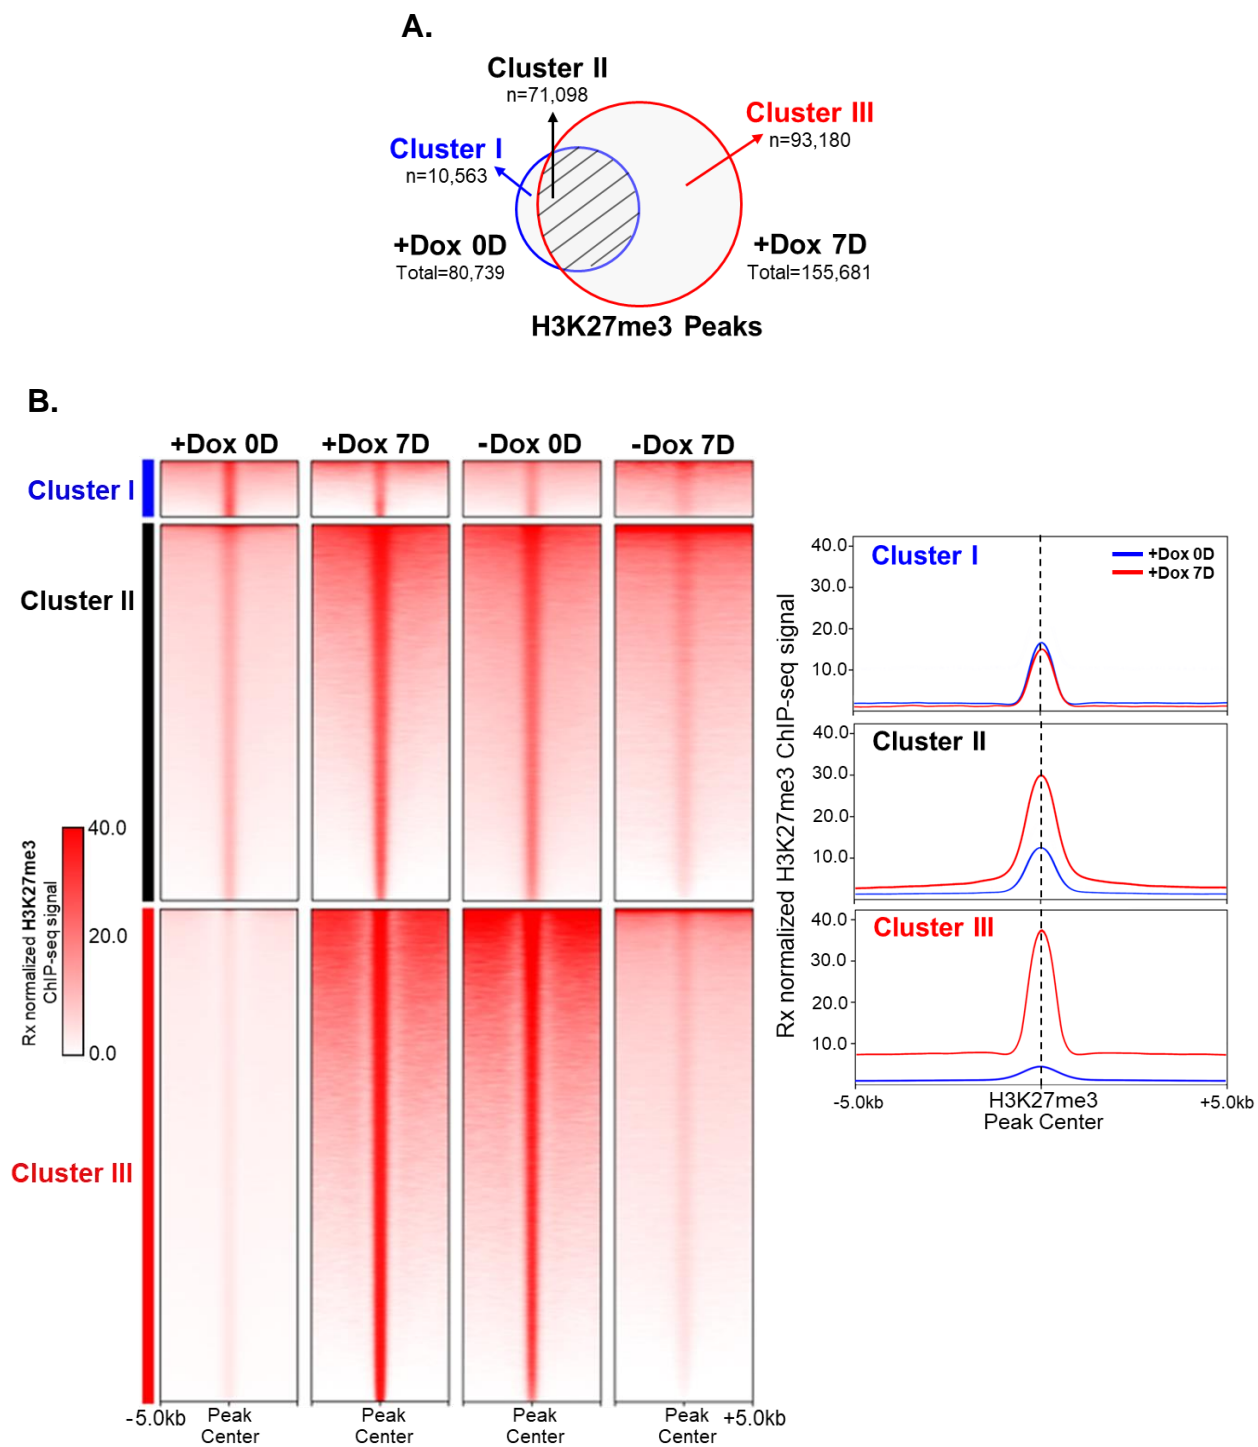 A.
Cluster II
n=71,098
Cluster III
n=93,180
Cluster I
n=10,563
+Dox 0D
Total=80,739
+Dox 7D
Total=155,681
H3K27me3 Peaks
B.
+Dox 0D
+Dox 7D
-Dox 0D
-Dox 7D
Cluster I
Cluster II
Cluster III
Rx normalized H3K27me3
ChIP-seq signal
40.0
20.0
0.0
-5.0kb
Peak
Center
Peak
Center
Peak
Center
Peak
Center
+5.0kb
Rx normalized H3K27me3 ChIP-seq signal
Cluster I
+Dox 0D
+Dox 7D
40.0
30.0
20.0
10.0
Cluster II
40.0
30.0
20.0
10.0
Cluster III
40.0
30.0
20.0
10.0
-5.0kb
H3K27me3
Peak Center
+5.0kb